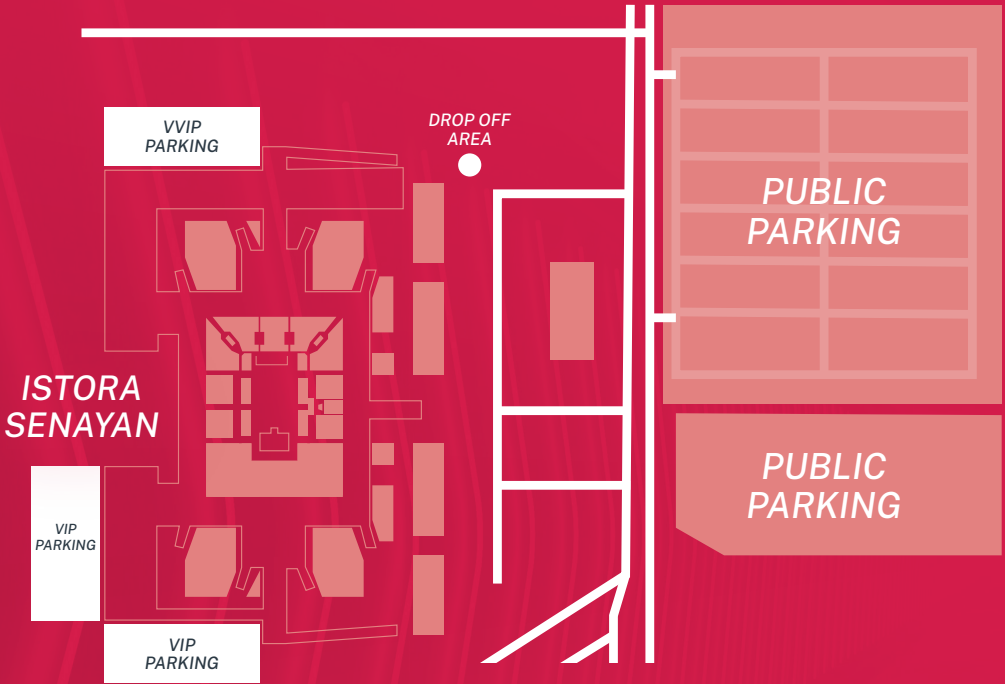 VVIP
PARKING
DROP OFF
AREA
PUBLIC
PARKING
ISTORA
SENAYAN
PUBLIC
PARKING
VIP
PARKING
VIP
PARKING